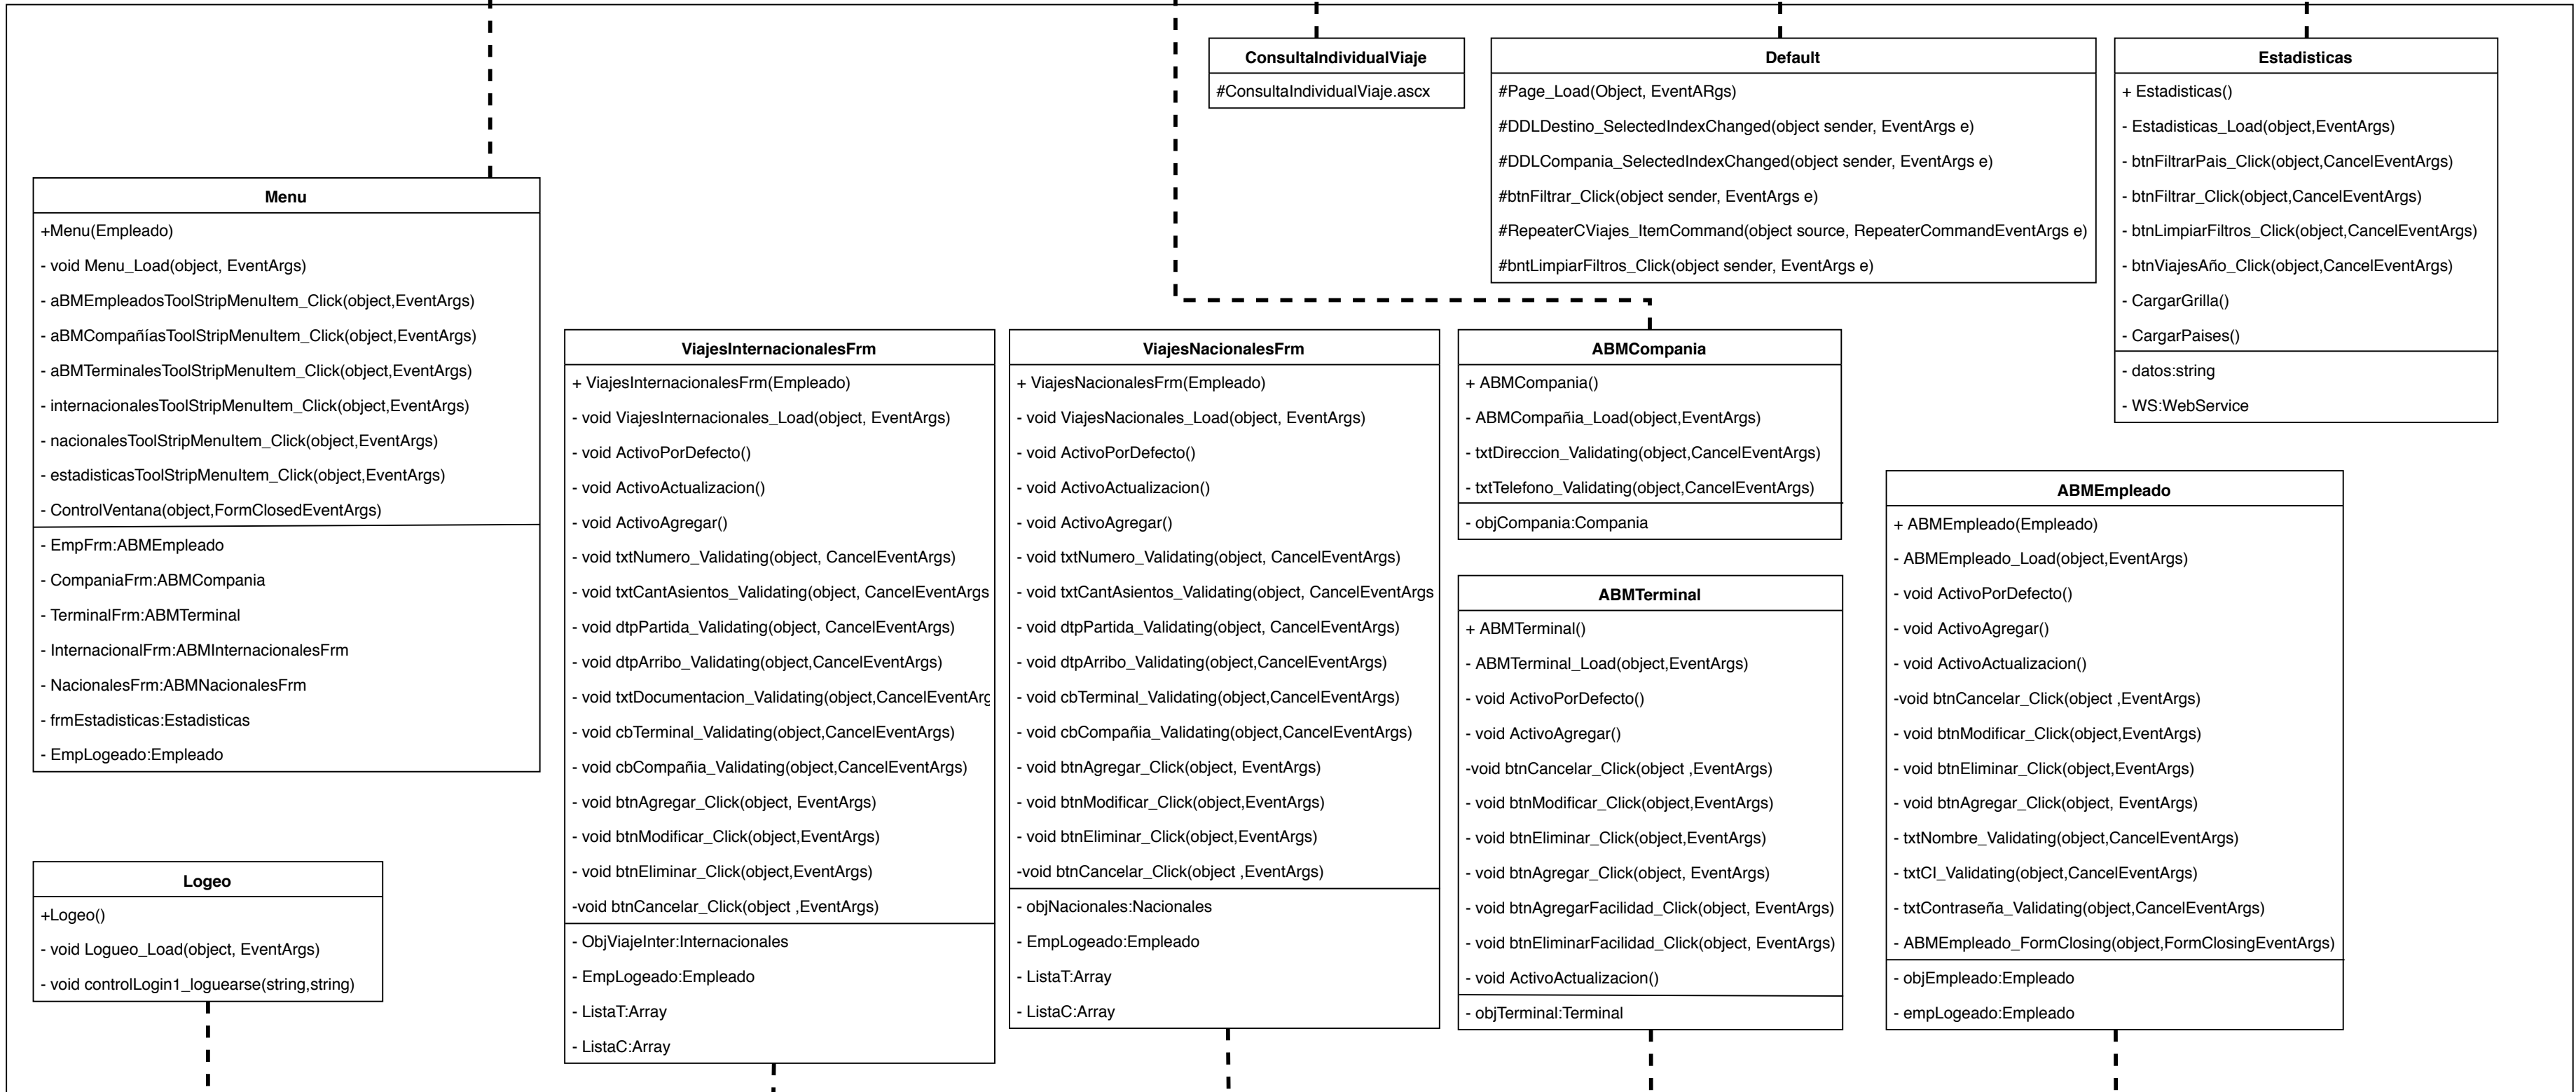 ConsultaIndividualViaje
#ConsultaIndividualViaje.ascx
Default
#Page_Load(Object, EventARgs)
#DDLDestino_SelectedIndexChanged(object sender, EventArgs e)
#DDLCompania_SelectedIndexChanged(object sender, EventArgs e)
#btnFiltrar_Click(object sender, EventArgs e)
#RepeaterCViajes_ItemCommand(object source, RepeaterCommandEventArgs e)
#bntLimpiarFiltros_Click(object sender, EventArgs e)
Estadisticas
+ Estadisticas()
- Estadisticas_Load(object,EventArgs)
- btnFiltrarPais_Click(object,CancelEventArgs)
- btnFiltrar_Click(object,CancelEventArgs)
- btnLimpiarFiltros_Click(object,CancelEventArgs)
- btnViajesAño_Click(object,CancelEventArgs)
- CargarGrilla()
- CargarPaises()
- datos:string
- WS:WebService
Menu
+Menu(Empleado)
- void Menu_Load(object, EventArgs)
- aBMEmpleadosToolStripMenuItem_Click(object,EventArgs)
- aBMCompañíasToolStripMenuItem_Click(object,EventArgs)
- aBMTerminalesToolStripMenuItem_Click(object,EventArgs)
- internacionalesToolStripMenuItem_Click(object,EventArgs)
- nacionalesToolStripMenuItem_Click(object,EventArgs)
- estadisticasToolStripMenuItem_Click(object,EventArgs)
- ControlVentana(object,FormClosedEventArgs)
- EmpFrm:ABMEmpleado
- CompaniaFrm:ABMCompania
- TerminalFrm:ABMTerminal
- InternacionalFrm:ABMInternacionalesFrm
- NacionalesFrm:ABMNacionalesFrm
- frmEstadisticas:Estadisticas
- EmpLogeado:Empleado
ViajesInternacionalesFrm
+ ViajesInternacionalesFrm(Empleado)
- void ViajesInternacionales_Load(object, EventArgs)
- void ActivoPorDefecto()
- void ActivoActualizacion()
- void ActivoAgregar()
- void txtNumero_Validating(object, CancelEventArgs)
- void txtCantAsientos_Validating(object, CancelEventArgs
- void dtpPartida_Validating(object, CancelEventArgs)
- void dtpArribo_Validating(object,CancelEventArgs)
- void txtDocumentacion_Validating(object,CancelEventArg
- void cbTerminal_Validating(object,CancelEventArgs)
- void cbCompañia_Validating(object,CancelEventArgs)
- void btnAgregar_Click(object, EventArgs)
- void btnModificar_Click(object,EventArgs)
- void btnEliminar_Click(object,EventArgs)
-void btnCancelar_Click(object ,EventArgs)
- ObjViajeInter:Internacionales
- EmpLogeado:Empleado
- ListaT:Array
- ListaC:Array
ViajesNacionalesFrm
+ ViajesNacionalesFrm(Empleado)
- void ViajesNacionales_Load(object, EventArgs)
- void ActivoPorDefecto()
- void ActivoActualizacion()
- void ActivoAgregar()
- void txtNumero_Validating(object, CancelEventArgs)
- void txtCantAsientos_Validating(object, CancelEventArgs
- void dtpPartida_Validating(object, CancelEventArgs)
- void dtpArribo_Validating(object,CancelEventArgs)
- void cbTerminal_Validating(object,CancelEventArgs)
- void cbCompañia_Validating(object,CancelEventArgs)
- void btnAgregar_Click(object, EventArgs)
- void btnModificar_Click(object,EventArgs)
- void btnEliminar_Click(object,EventArgs)
-void btnCancelar_Click(object ,EventArgs)
- objNacionales:Nacionales
- EmpLogeado:Empleado
- ListaT:Array
- ListaC:Array
ABMCompania
+ ABMCompania()
- ABMCompañia_Load(object,EventArgs)
- txtDireccion_Validating(object,CancelEventArgs)
- txtTelefono_Validating(object,CancelEventArgs)
- objCompania:Compania
ABMTerminal
+ ABMTerminal()
- ABMTerminal_Load(object,EventArgs)
- void ActivoPorDefecto()
- void ActivoAgregar()
-void btnCancelar_Click(object ,EventArgs)
- void btnModificar_Click(object,EventArgs)
- void btnEliminar_Click(object,EventArgs)
- void btnAgregar_Click(object, EventArgs)
- void btnAgregarFacilidad_Click(object, EventArgs)
- void btnEliminarFacilidad_Click(object, EventArgs)
- void ActivoActualizacion()
- objTerminal:Terminal
ABMEmpleado
+ ABMEmpleado(Empleado)
- ABMEmpleado_Load(object,EventArgs)
- void ActivoPorDefecto()
- void ActivoAgregar()
- void ActivoActualizacion()
-void btnCancelar_Click(object ,EventArgs)
- void btnModificar_Click(object,EventArgs)
- void btnEliminar_Click(object,EventArgs)
- void btnAgregar_Click(object, EventArgs)
- txtNombre_Validating(object,CancelEventArgs)
- txtCI_Validating(object,CancelEventArgs)
- txtContraseña_Validating(object,CancelEventArgs)
- ABMEmpleado_FormClosing(object,FormClosingEventArgs)
- objEmpleado:Empleado
- empLogeado:Empleado
Logeo
+Logeo()
- void Logueo_Load(object, EventArgs)
- void controlLogin1_loguearse(string,string)